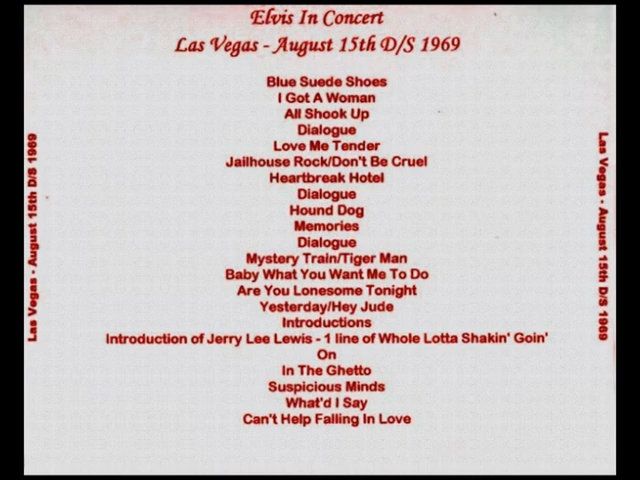 Elvis In Concert
Las Vegas - August 15th D/S 1969
Blue Suede Shoes
I Got A Woman
All Shook Up
Dialogue
Love Me Tender
Jailhouse Rock/Don't Be Cruel
Heartbreak Hotel
Dialogue
Hound Dog
Memories
Dialogue
Mystery Train/Tiger Man
Baby What You Want Me To Do
Are You Lonesome Tonight
Yesterday/Hey Jude
Introductions
Introduction of Jerry Lee Lewis - 1 line of Whole Lotta Shakin' Goin'
On
In The Ghetto
Suspicious Minds
What'd I Say
Can't Help Falling In Love
Las Vegas - August 15th D/S 1969
Las Vegas - August 15th D/S 1969